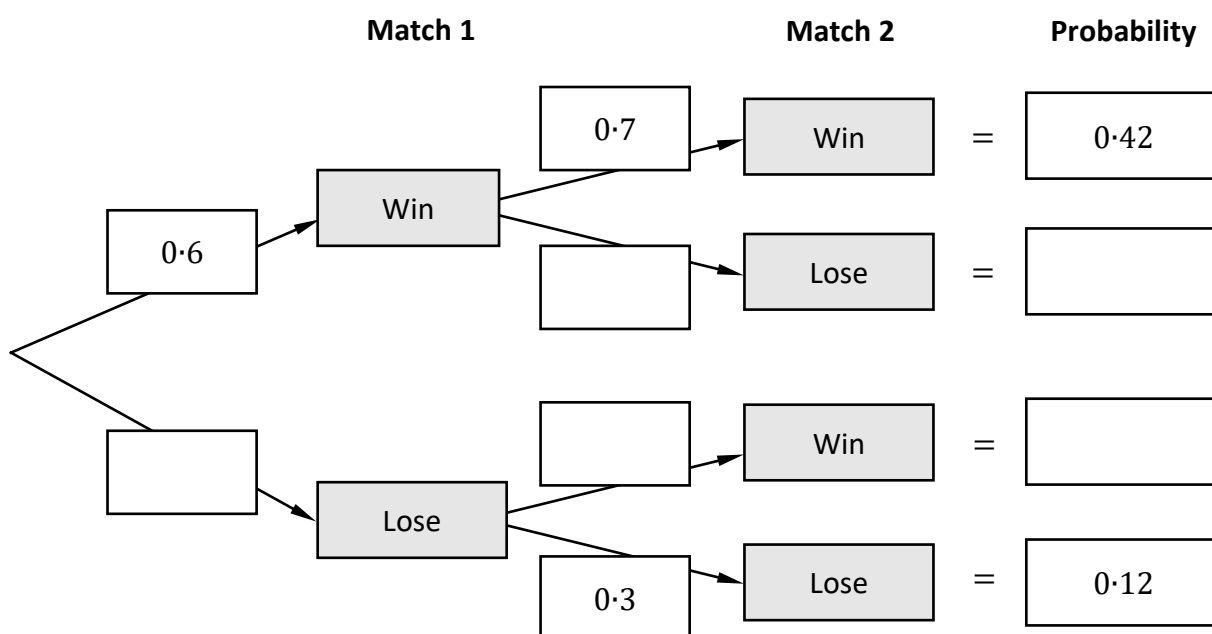 Match 1 Match 2 Probability
0·7 Win = 0·42
Win
0·6
Lose =
Win =
Lose
0·3 Lose = 0·12